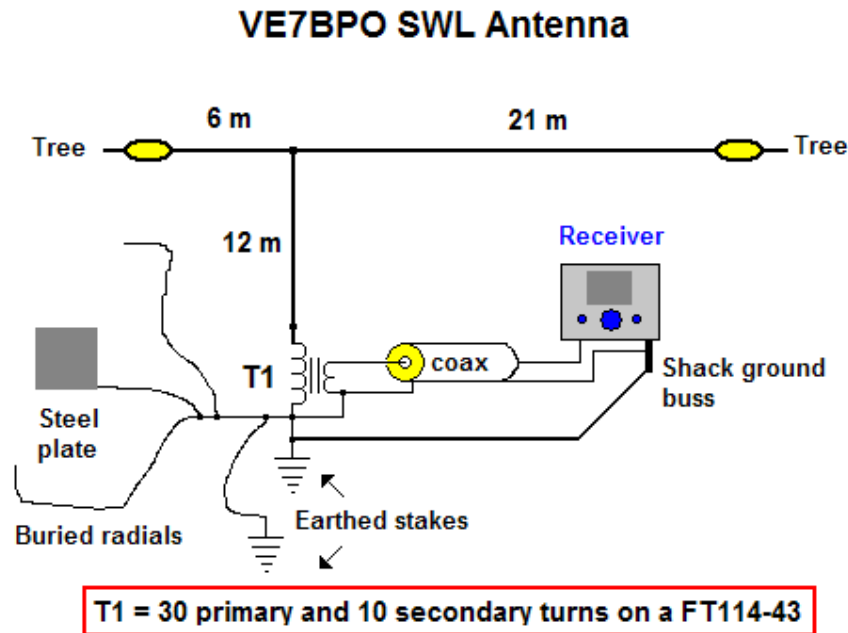 VE7BPO SWL Antenna
6 m
21 m
Tree
Tree
12 m
Receiver
T1
coax
Shack ground
buss
Steel
plate
Buried radials
Earthed stakes
T1 = 30 primary and 10 secondary turns on a FT114-43